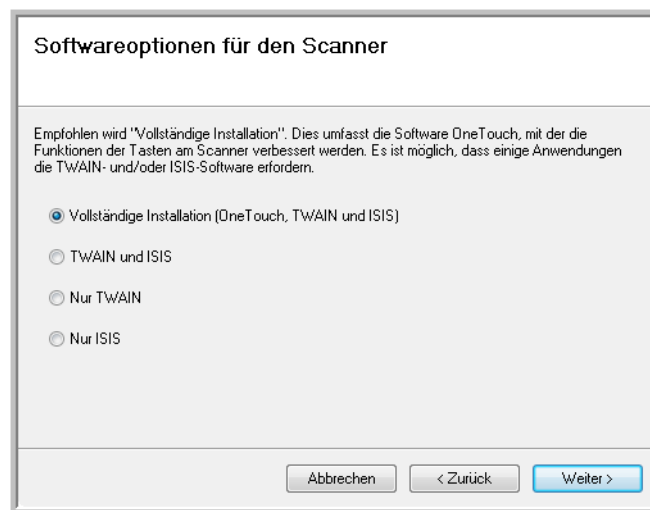 Softwareoptionen für den Scanner
Empfohlen wird "Vollständige Installation". Dies umfasst die Software OneTouch, mit der die
Funktionen der Tasten am Scanner verbessert werden. Es ist möglich, dass einige Anwendungen
die TWAIN- und/oder ISIS-Software erfordern.
Vollständige Installation (OneTouch, TWAIN und ISIS)
TWAIN und ISIS
Nur TWAIN
Nur ISIS
Abbrechen < Zurück Weiter >